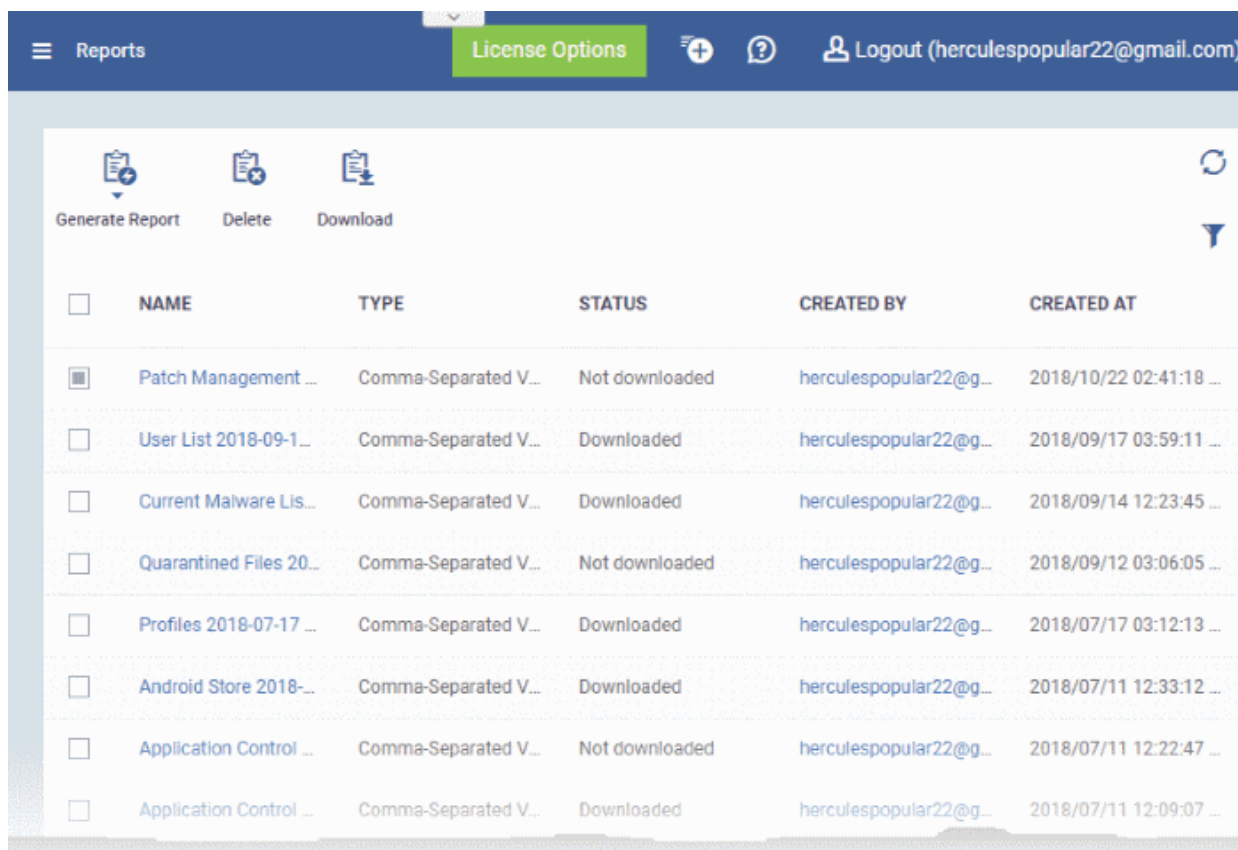 Reports License Options Logout (herculespopular22@gmail.com)
Generate Report Delete Download
NAME TYPE STATUS CREATED BY CREATED AT
Patch Management ... Comma-Separated V... Not downloaded herculespopular22@g... 2018/10/22 02:41:18 ...
User List 2018-09-1... Comma-Separated V... Downloaded herculespopular22@g... 2018/09/17 03:59:11 ...
Current Malware Lis... Comma-Separated V... Downloaded herculespopular22@g... 2018/09/14 12:23:45 ...
Quarantined Files 20... Comma-Separated V... Not downloaded herculespopular22@g... 2018/09/12 03:06:05 ...
Profiles 2018-07-17 ... Comma-Separated V... Downloaded herculespopular22@g... 2018/07/17 03:12:13 ...
Android Store 2018-... Comma-Separated V... Downloaded herculespopular22@g... 2018/07/11 12:33:12 ...
Application Control ... Comma-Separated V... Not downloaded herculespopular22@g... 2018/07/11 12:22:47 ...
Application Control ... Comma-Separated V... Downloaded herculespopular22@g... 2018/07/11 12:09:07 ...